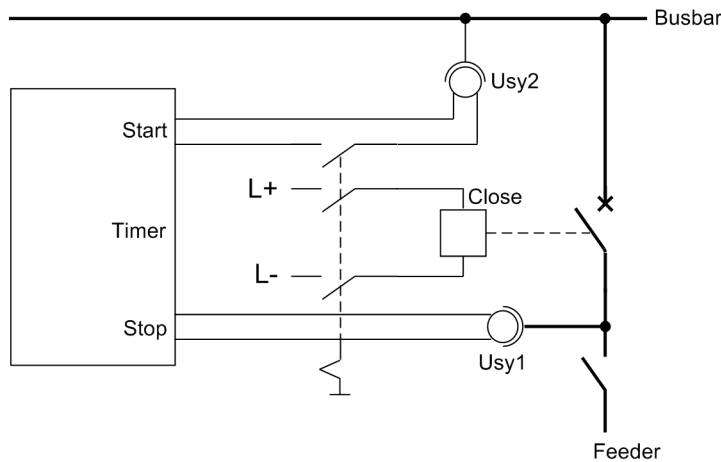 Busbar
Usy2
Start
L+
Close
Timer
L-
Stop
Usy1
Feeder